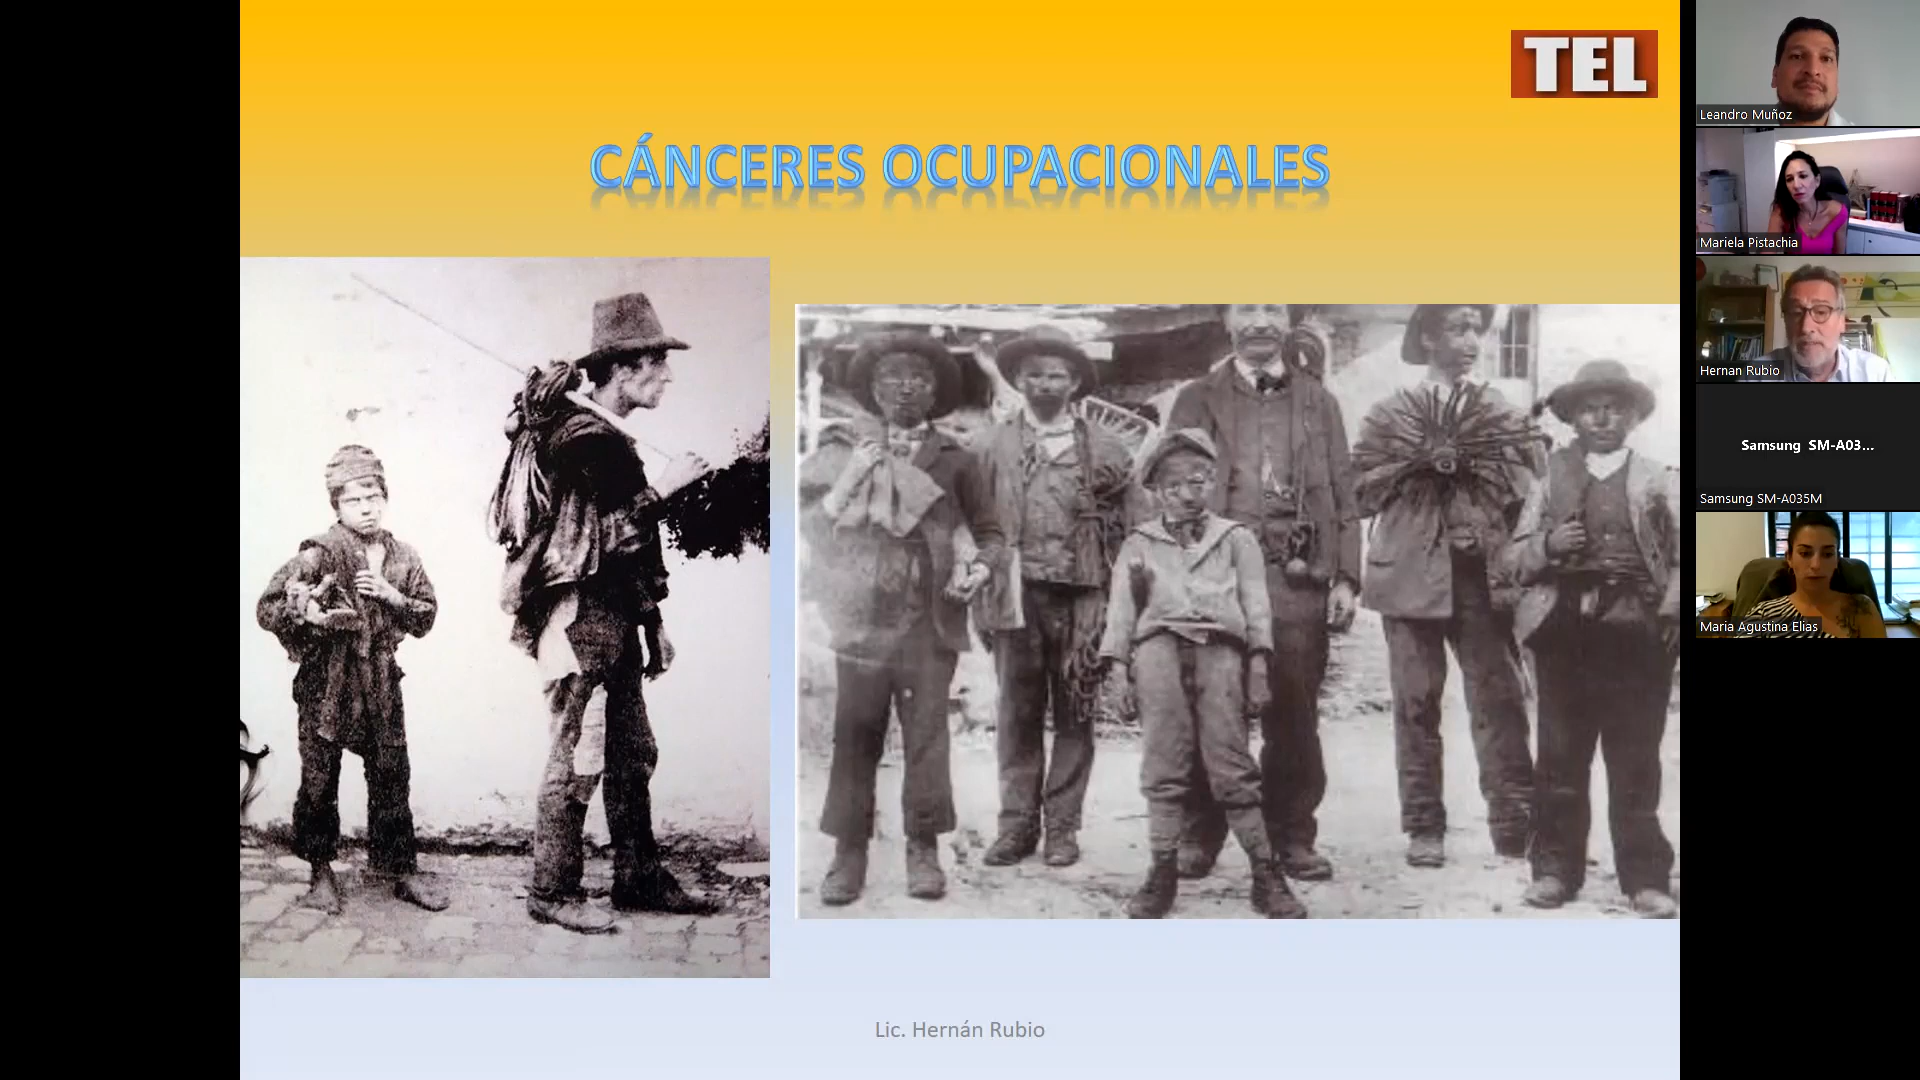 TEL
CÁNCERES OCUPACIONALES
Lic. Hernán Rubio
Leandro Muñoz
Mariela Pistachia
Hernan Rubio
Samsung SM-A03...
Samsung SM-A035M
Maria Agustina Elias